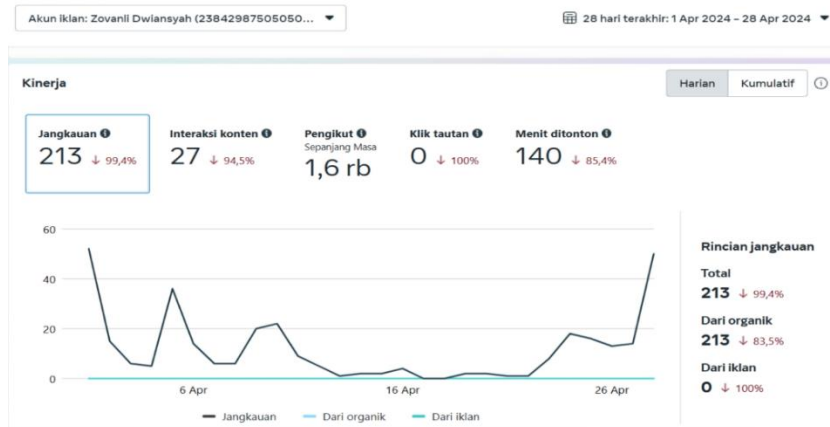 Akun iklan: Zovanli Dwiansyah (23842987505050...
28 hari terakhir: 1 Apr 2024 – 28 Apr 2024
Kinerja
Harian Kumulatif
Jangkauan
213 ↓ 99,4%
Interaksi konten
27 ↓ 94,5%
Pengikut
Sepanjang Masa
1,6 rb
Klik tautan
0 ↓ 100%
Menit ditonton
140 ↓ 85,4%
60
40
20
0
6 Apr 16 Apr 26 Apr
Jangkauan Dari organik Dari iklan
Rincian jangkauan
Total
213 ↓ 99,4%
Dari organik
213 ↓ 83,5%
Dari iklan
0 ↓ 100%